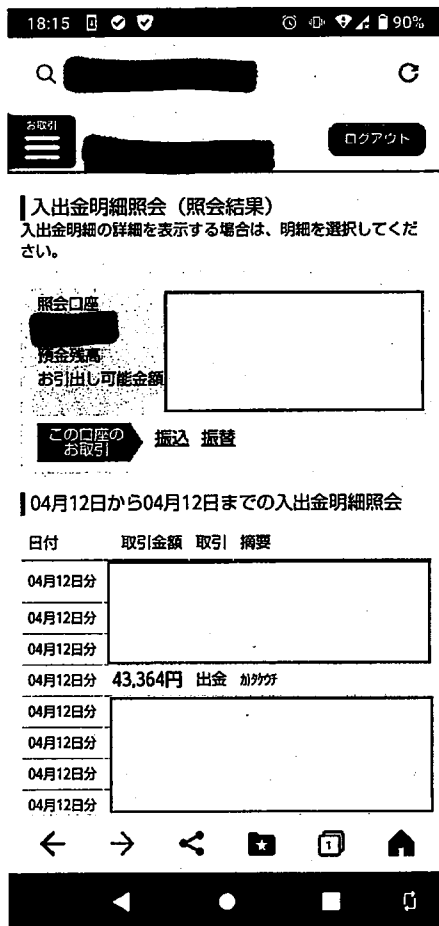 18:15 90%
お取引
ログアウト
入出金明細照会（照会結果）
入出金明細の詳細を表示する場合は、明細を選択してくだ
さい。
照会口座
預金残高
お引出し可能金額
この口座の
お取引
振込 振替
04月12日から04月12日までの入出金明細照会
日付 取引金額 取引 摘要
04月12日分
04月12日分
04月12日分
04月12日分 43,364円 出金 ｶ)ﾀｹｳﾁ
04月12日分
04月12日分
04月12日分
04月12日分
1